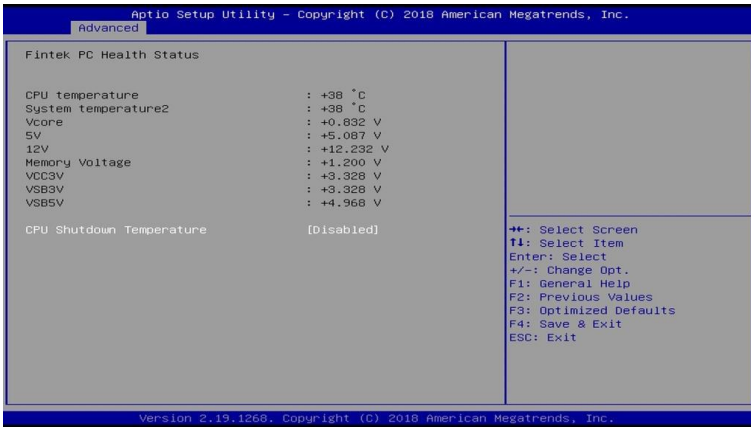 Aptio Setup Utility – Copyright (C) 2018 American Megatrends, Inc.
Advanced
Fintek PC Health Status
CPU temperature : +38 °C
System temperature2 : +38 °C
Vcore : +0.832 V
5V : +5.087 V
12V : +12.232 V
Memory Voltage : +1.200 V
VCC3V : +3.328 V
VSB3V : +3.328 V
VSB5V : +4.968 V
CPU Shutdown Temperature [Disabled]
→←: Select Screen
↑↓: Select Item
Enter: Select
+/-: Change Opt.
F1: General Help
F2: Previous Values
F3: Optimized Defaults
F4: Save & Exit
ESC: Exit
Version 2.19.1268. Copyright (C) 2018 American Megatrends, Inc.